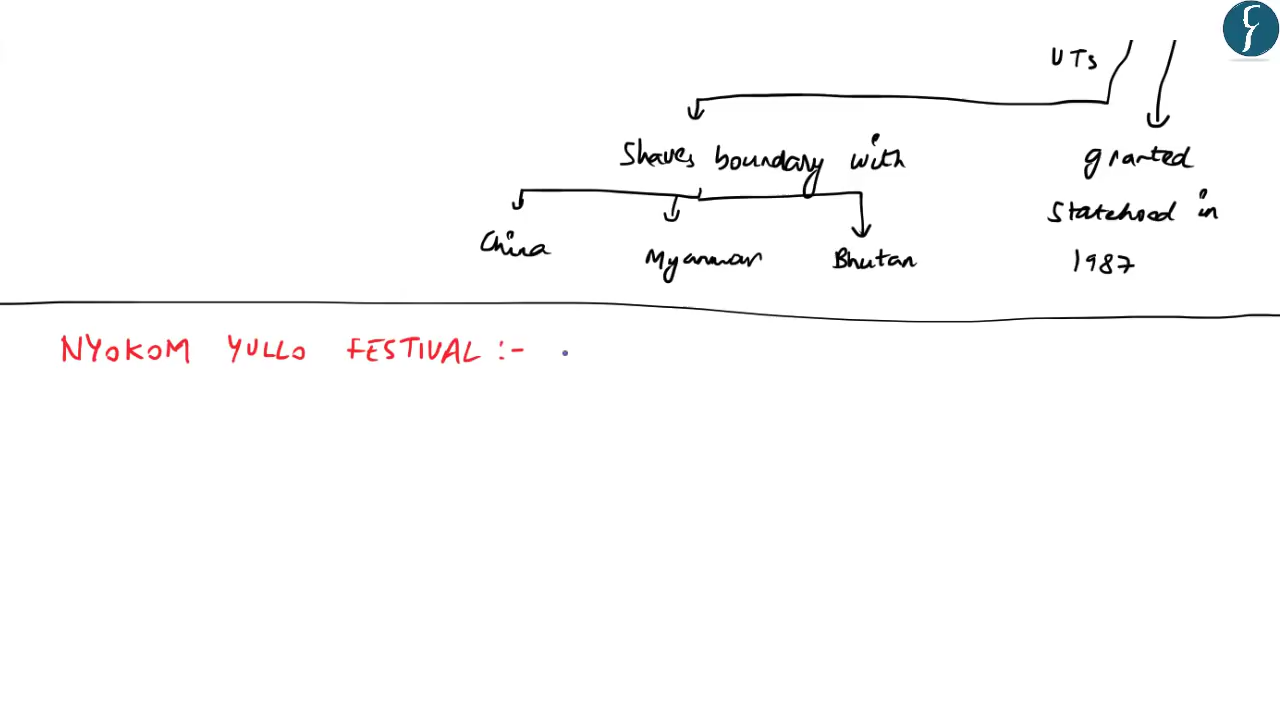 UTs
Shares boundary with
granted
Statehood in
1987
China Myanmar Bhutan
NYOKOM YULLO FESTIVAL :-